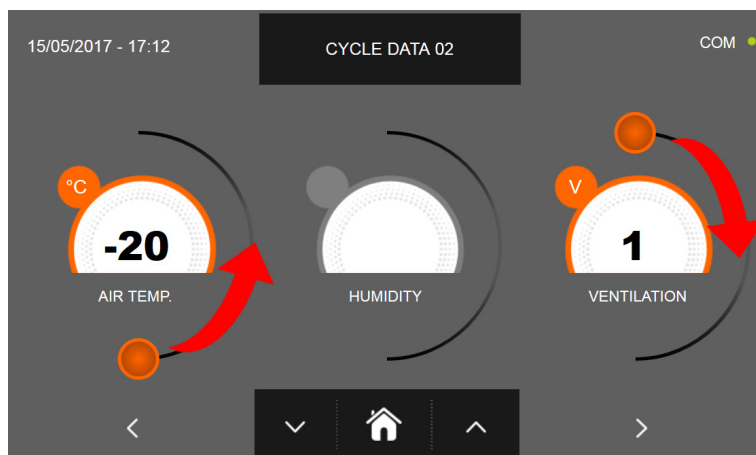 15/05/2017 - 17:12
CYCLE DATA 02
COM
°C
-20
AIR TEMP.
HUMIDITY
V
1
VENTILATION